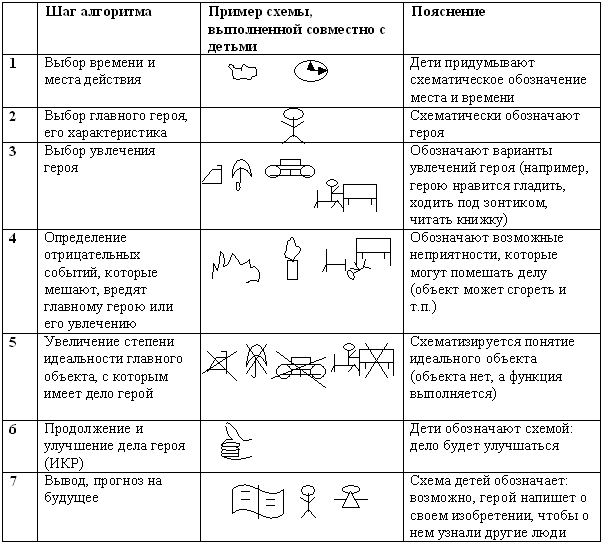 Шаг алгоритма
Пример схемы,
выполненной совместно с
детьми
Пояснение
1
Выбор времени и
места действия
Дети придумывают
схематическое обозначение
места и времени
2
Выбор главного героя,
его характеристика
Схематически обозначают
героя
3
Выбор увлечения
героя
Обозначают варианты
увлечений героя (например,
герою нравится гладить,
ходить под зонтиком,
читать книжку)
4
Определение
отрицательных
событий, которые
мешают, вредят
главному герою или
его увлечению
Обозначают возможные
неприятности, которые
могут помешать делу
(объект может сгореть и
т.п.)
5
Увеличение степени
идеальности главного
объекта, с которым
имеет дело герой
Схематизируется понятие
идеального объекта
(объекта нет, а функция
выполняется)
6
Продолжение и
улучшение дела героя
(ИКР)
Дети обозначают схемой:
дело будет улучшаться
7
Вывод, прогноз на
будущее
Схема детей обозначает:
возможно, герой напишет о
своем изобретении, чтобы о
нем узнали другие люди